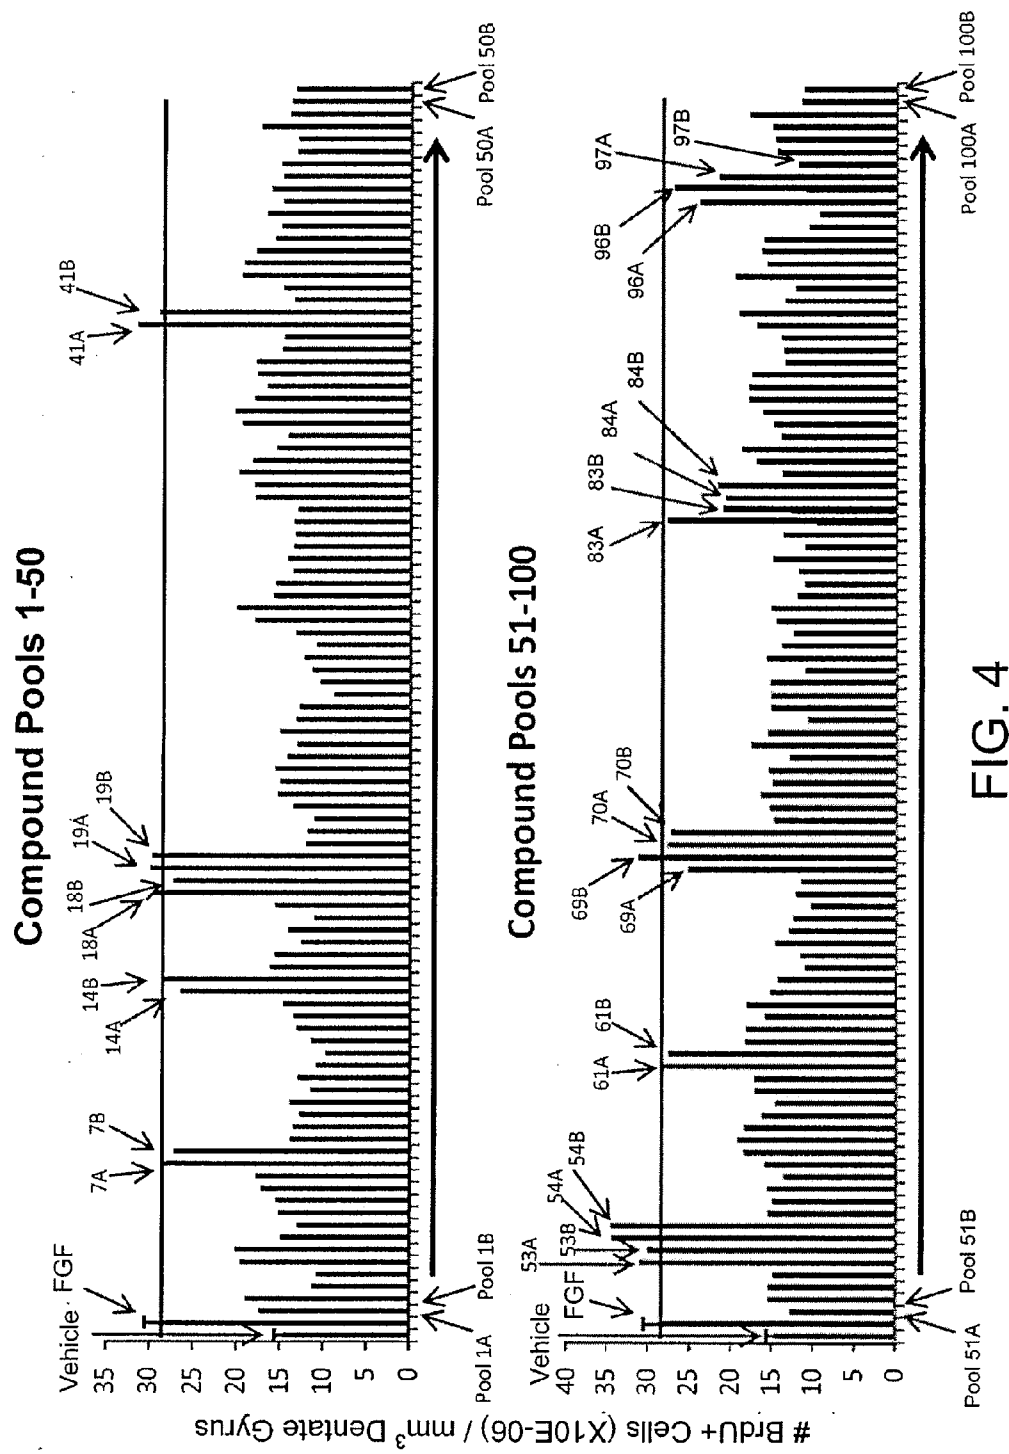 Compound Pools 1-50
Vehicle
FGF
7A
7B
14A
14B
18A
18B
19A
19B
41A
41B
35
30
25
20
15
10
5
0
Pool 1A
Pool 1B
Pool 50A
Pool 50B
# BrdU+ Cells (X10E-06) / mm³ Dentate Gyrus
Compound Pools 51-100
Vehicle
FGF
53A
53B
54A
54B
61A
61B
69A
69B
70A
70B
83A
83B
84A
84B
96A
96B
97A
97B
40
35
30
25
20
15
10
5
0
Pool 51A
Pool 51B
Pool 100A
Pool 100B
FIG. 4